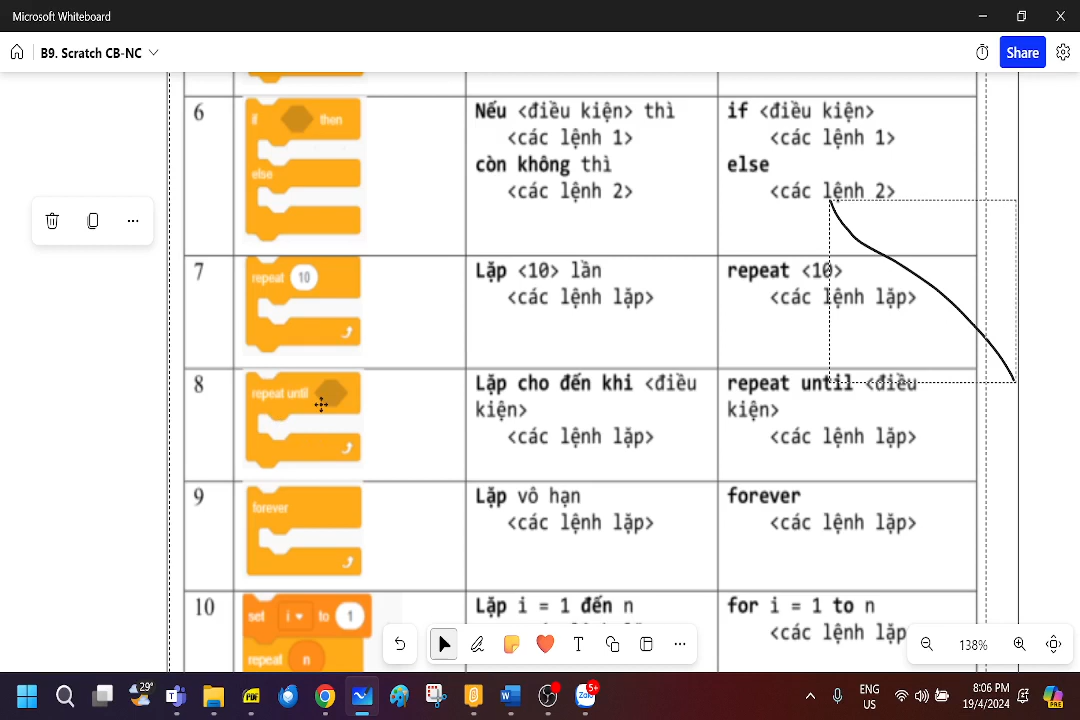 Microsoft Whiteboard
B9. Scratch CB-NC
Share
6
if then
else
Nếu <điều kiện> thì
<các lệnh 1>
còn không thì
<các lệnh 2>
if <điều kiện>
<các lệnh 1>
else
<các lệnh 2>
7
repeat 10
Lặp <10> lần
<các lệnh lặp>
repeat <10>
<các lệnh lặp>
8
repeat until
Lặp cho đến khi <điều
kiện>
<các lệnh lặp>
repeat until <điều
kiện>
<các lệnh lặp>
9
forever
Lặp vô hạn
<các lệnh lặp>
forever
<các lệnh lặp>
10
set i to 1
repeat n
Lặp i = 1 đến n
for i = 1 to n
<các lệnh lặp
138%
29°
PDF
Zalo
5+
ENG
US
8:06 PM
19/4/2024
PRE